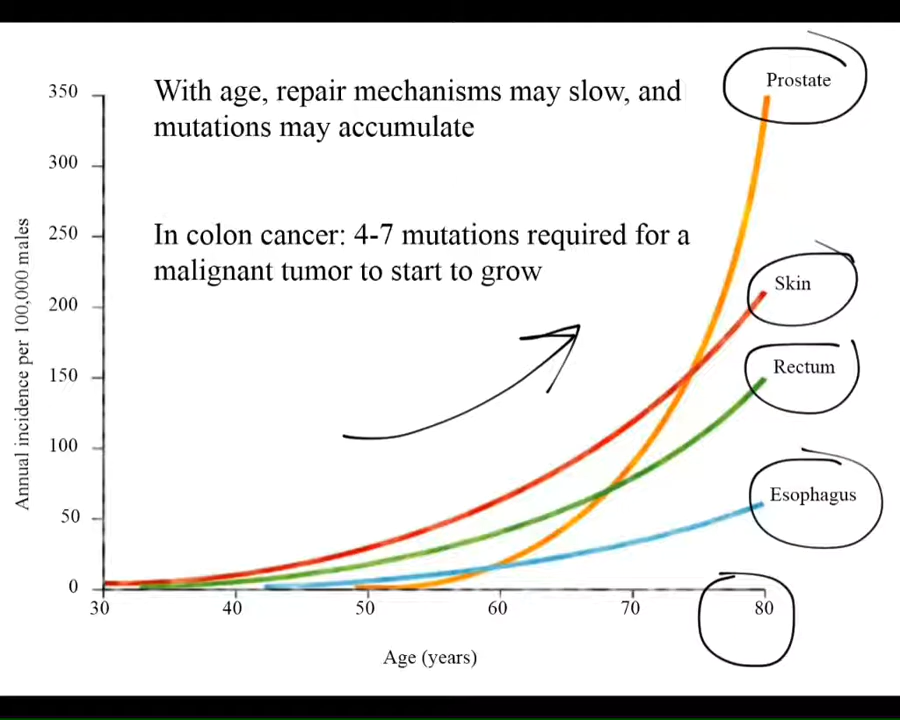 With age, repair mechanisms may slow, and
mutations may accumulate
In colon cancer: 4-7 mutations required for a
malignant tumor to start to grow
Prostate
Skin
Rectum
Esophagus
Annual incidence per 100,000 males
350
300
250
200
150
100
50
0
30 40 50 60 70 80
Age (years)